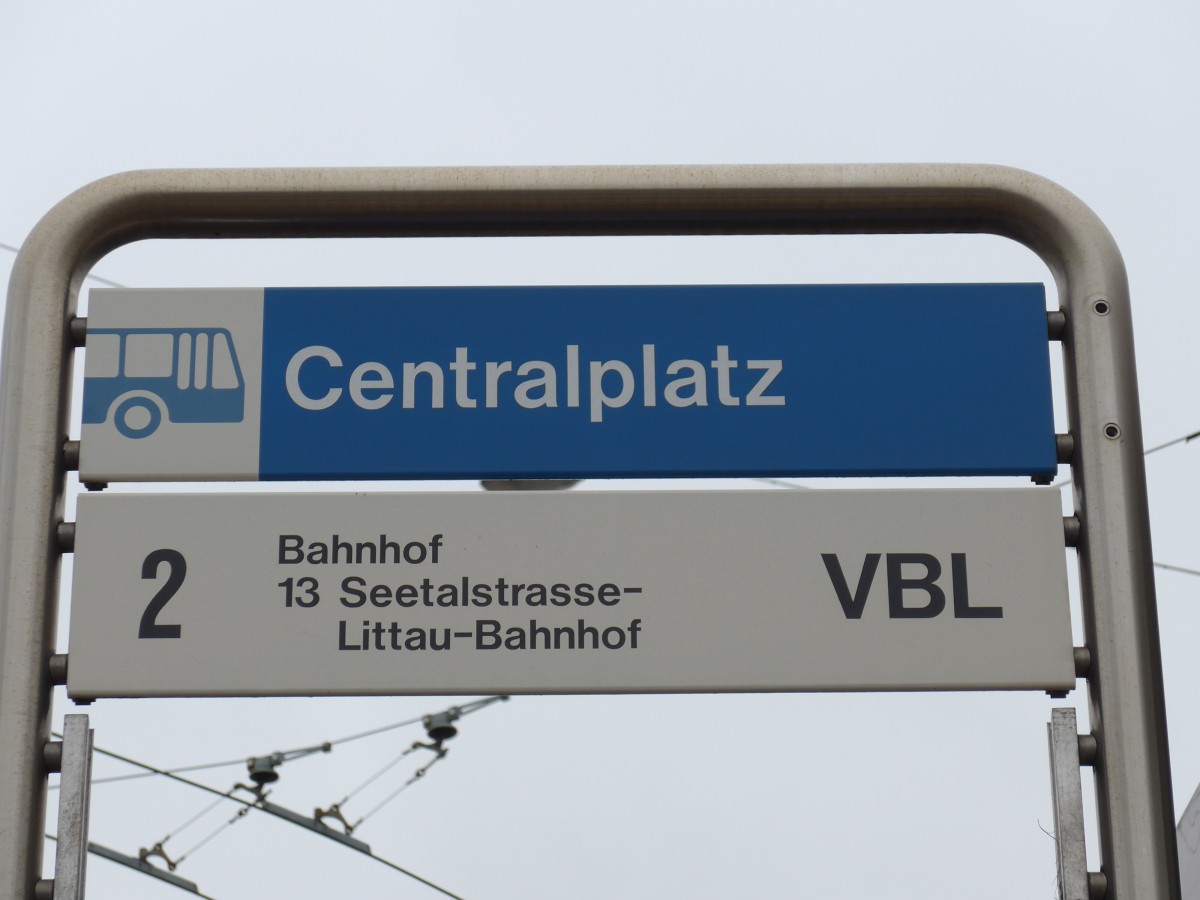 Centralplatz
2 Bahnhof VBL
13 Seetalstrasse-
Littau-Bahnhof